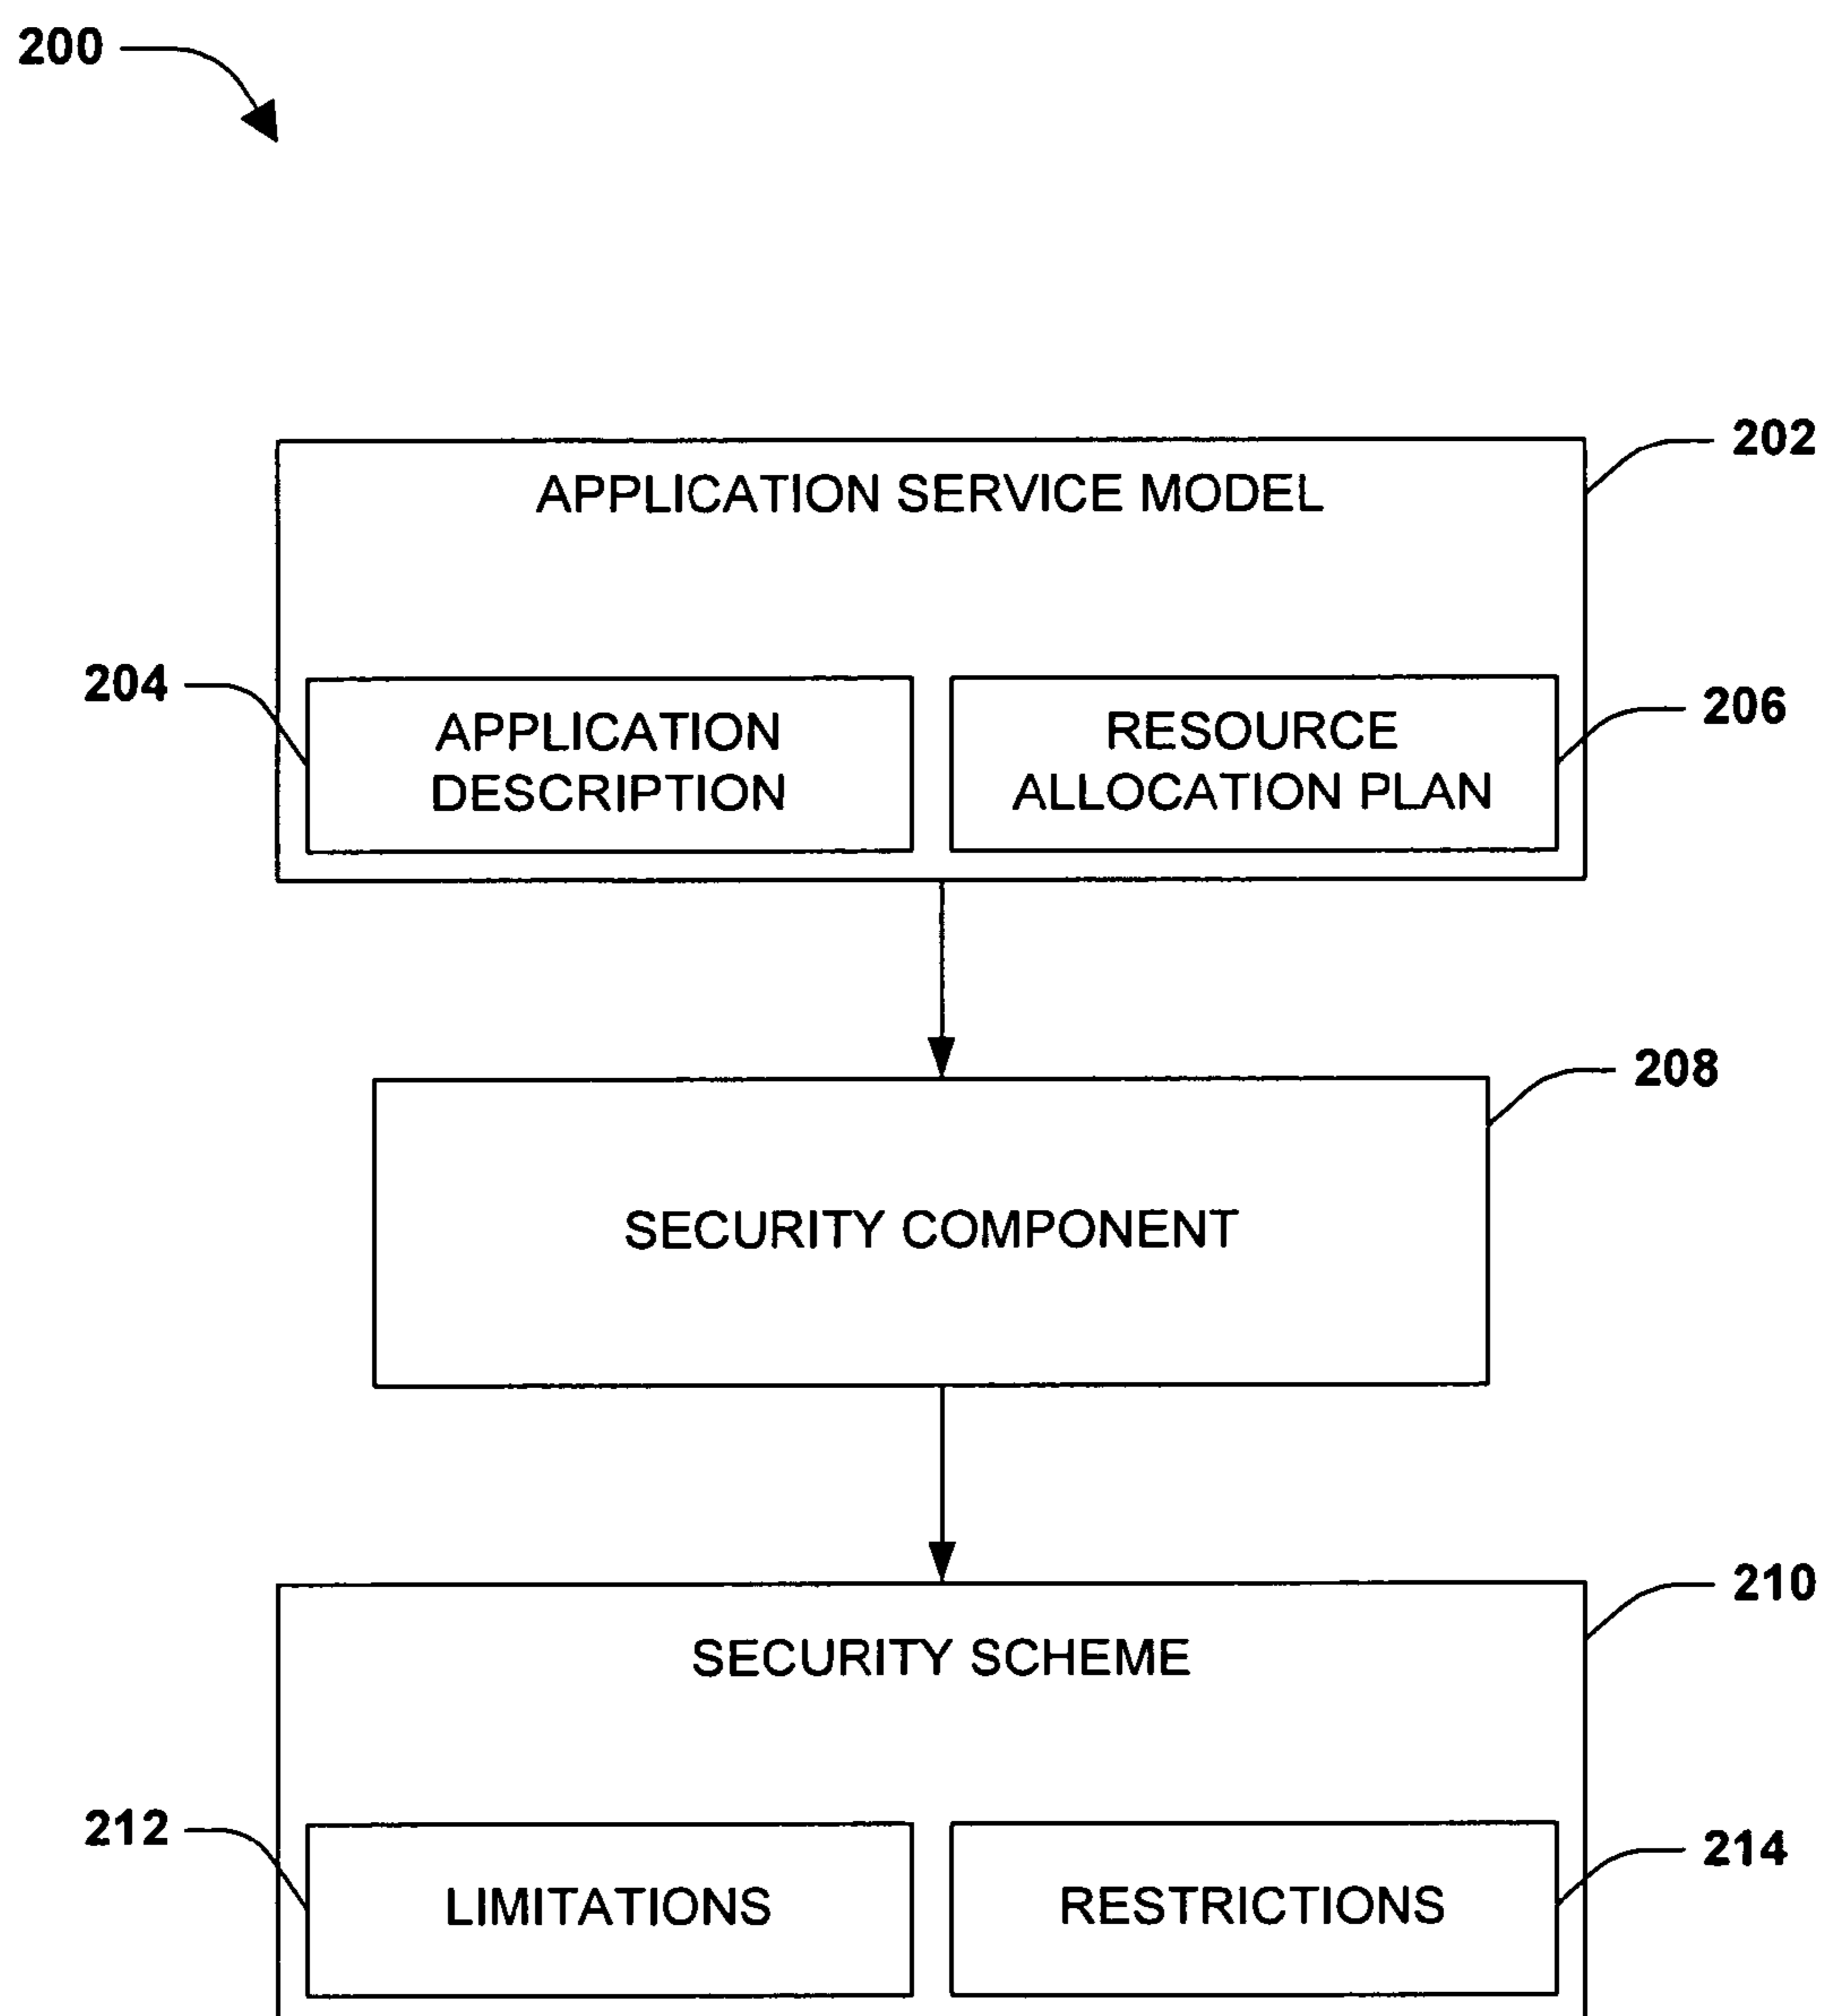 200
202
APPLICATION SERVICE MODEL
204
APPLICATION
DESCRIPTION
RESOURCE
ALLOCATION PLAN
206
208
SECURITY COMPONENT
210
SECURITY SCHEME
212
LIMITATIONS
RESTRICTIONS
214